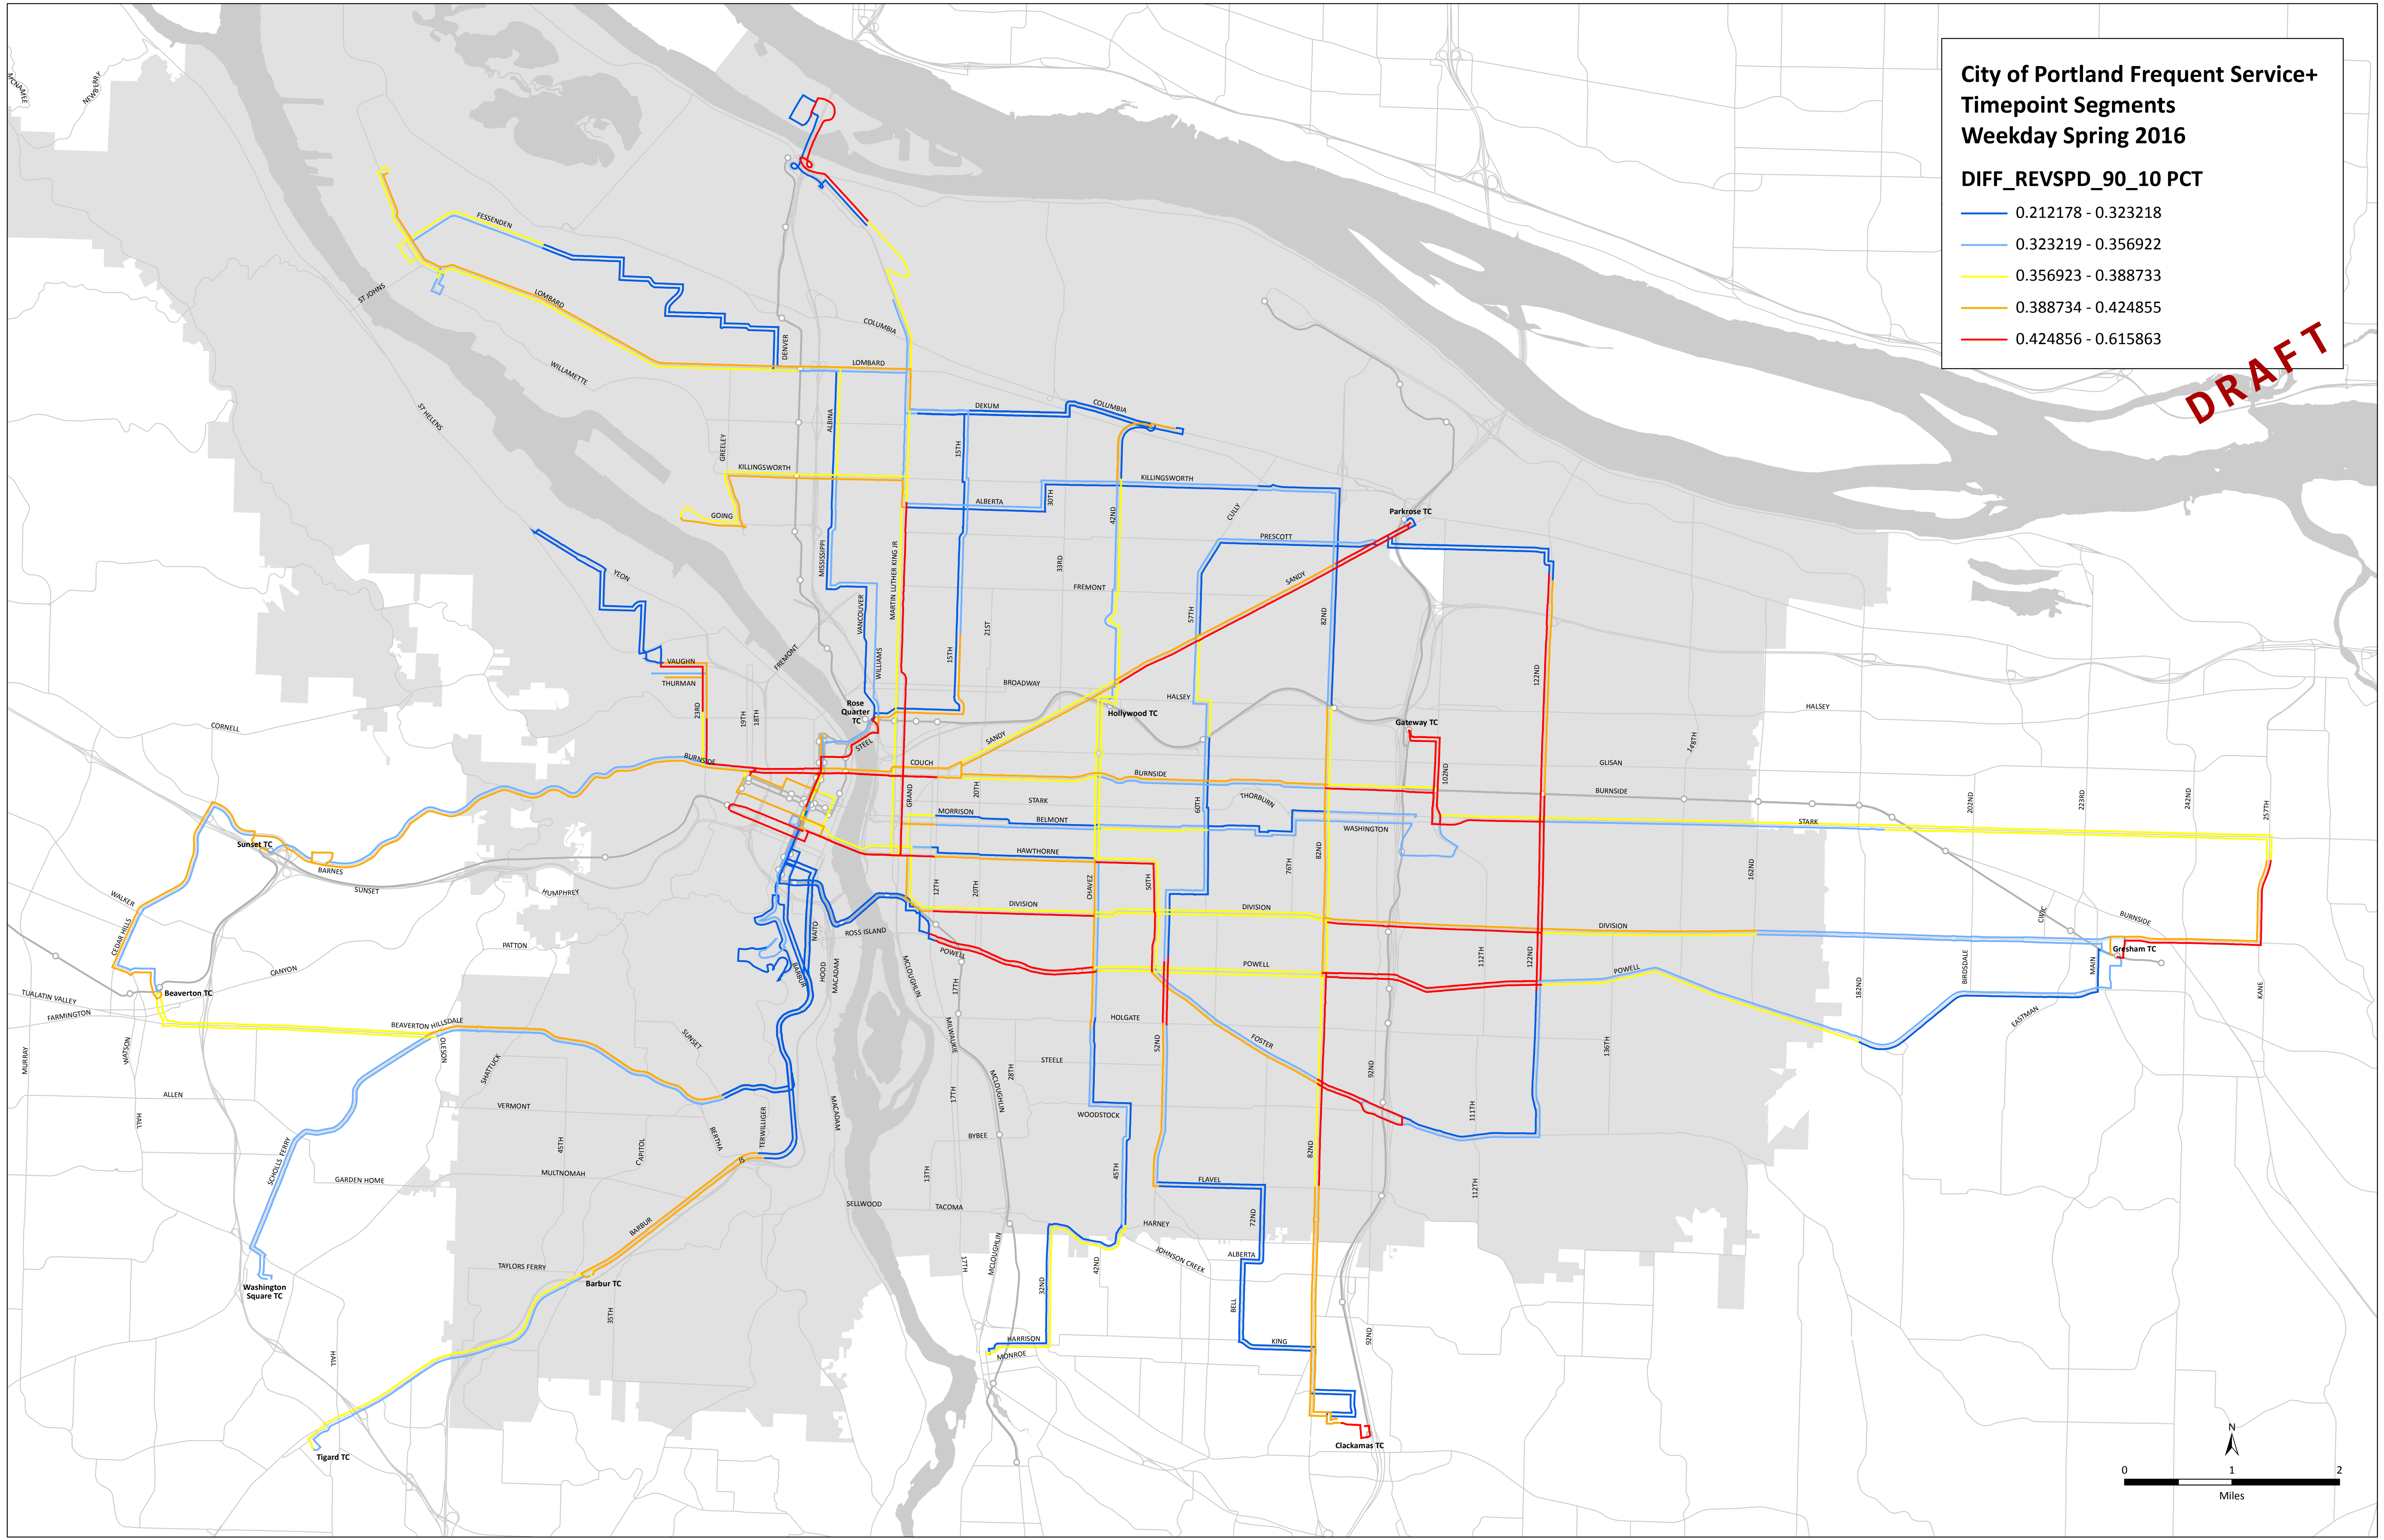 City of Portland Frequent Service+
Timepoint Segments
Weekday Spring 2016
DIFF_REVSPD_90_10 PCT
0.212178 - 0.323218
0.323219 - 0.356922
0.356923 - 0.388733
0.388734 - 0.424855
0.424856 - 0.615863
DRAFT
MCNAMEE
NEWBERRY
FESSENDEN
ST JOHNS
LOMBARD
DENVER
COLUMBIA
LOMBARD
WILLAMETTE
ST HELENS
ALBINA
DEKUM
COLUMBIA
GREELEY
15TH
KILLINGSWORTH
KILLINGSWORTH
ALBERTA
30TH
42ND
CULLY
GOING
Parkrose TC
PRESCOTT
YEON
MISSISSIPPI
MARTIN LUTHER KING JR
33RD
FREMONT
SANDY
VANCOUVER
57TH
82ND
21ST
15TH
FREMONT
WILLIAMS
VAUGHN
THURMAN
122ND
BROADWAY
HALSEY
HALSEY
23RD
19TH
18TH
Rose
Quarter
TC
Hollywood TC
Gateway TC
CORNELL
STEEL
SANDY
148TH
BURNSIDE
COUCH
BURNSIDE
GLISAN
102ND
BURNSIDE
20TH
GRAND
STARK
THORBURN
60TH
202ND
223RD
242ND
257TH
MORRISON
BELMONT
WASHINGTON
STARK
Sunset TC
BARNES
SUNSET
HUMPHREY
HAWTHORNE
82ND
76TH
162ND
WALKER
12TH
20TH
CHAVEZ
50TH
DIVISION
DIVISION
DIVISION
CIVIC
BURNSIDE
CEDAR HILLS
NAITO
ROSS ISLAND
PATTON
CANYON
POWELL
POWELL
112TH
122ND
POWELL
Gresham TC
MAIN
BIRDSDALE
182ND
KANE
BARBUR
HOOD
MACADAM
MCLOUGHLIN
17TH
Beaverton TC
TUALATIN VALLEY
FARMINGTON
BEAVERTON HILLSDALE
EASTMAN
WATSON
MURRAY
OLESON
SHATTUCK
SUNSET
MILWAUKIE
HOLGATE
52ND
FOSTER
136TH
STEELE
28TH
MCLOUGHLIN
92ND
ALLEN
HALL
VERMONT
17TH
MACADAM
WOODSTOCK
111TH
SCHOLLS FERRY
45TH
CAPITOL
BERTHA
TERWILLIGER
BYBEE
82ND
MULTNOMAH
GARDEN HOME
13TH
45TH
FLAVEL
112TH
SELLWOOD
TACOMA
HARNEY
72ND
BARBUR
JOHNSON CREEK
ALBERTA
17TH
MCLOUGHLIN
42ND
TAYLORS FERRY
Barbur TC
Washington
Square TC
32ND
35TH
BELL
HARRISON
MONROE
KING
92ND
HALL
Tigard TC
Clackamas TC
N
0 1 2
Miles